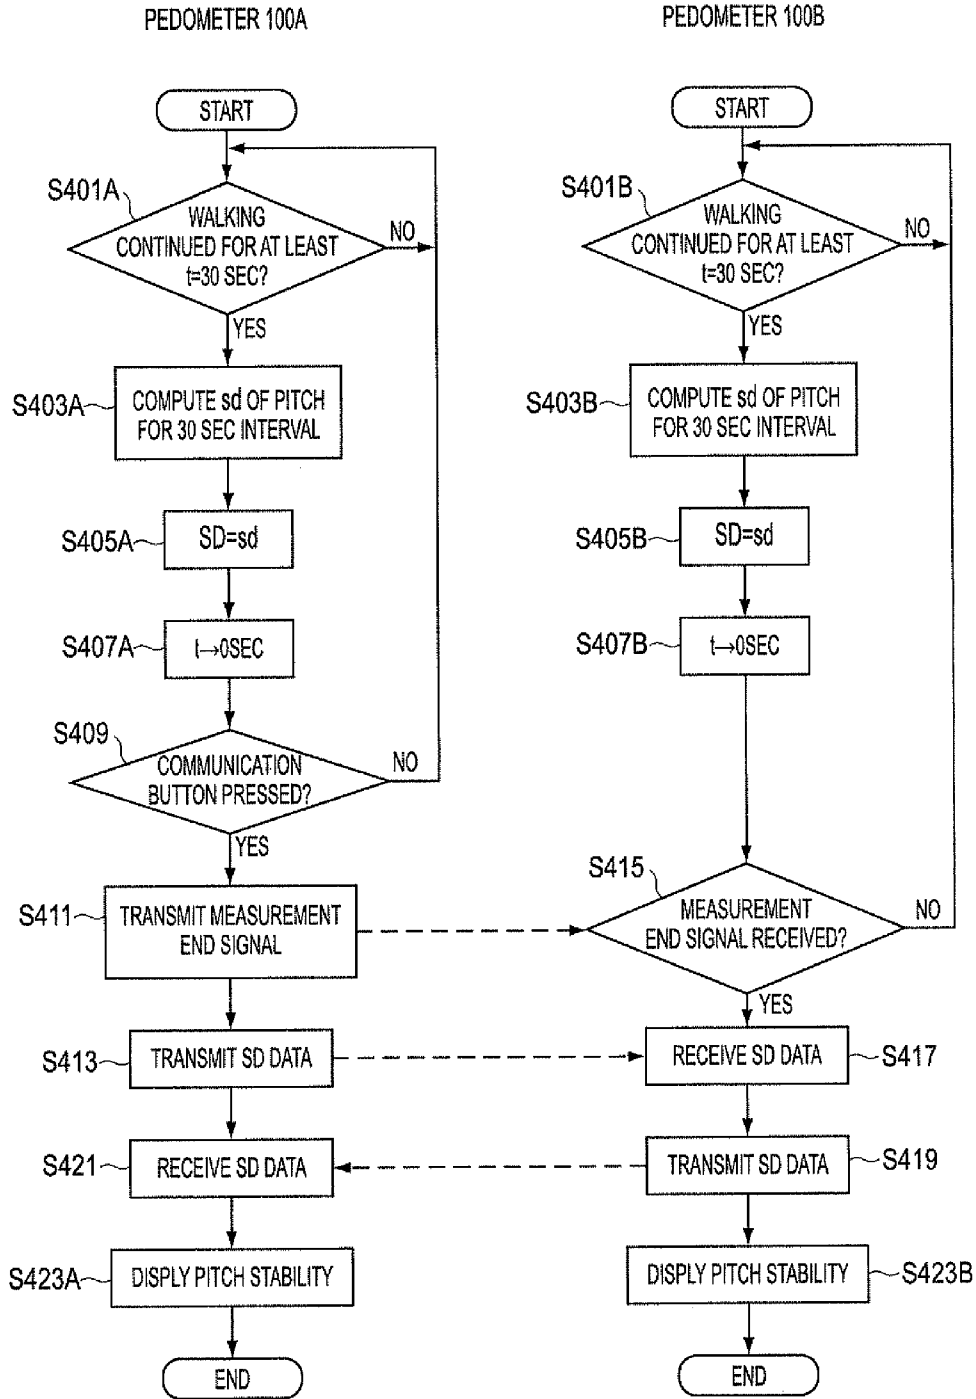 PEDOMETER 100A
START
S401A
WALKING
CONTINUED FOR AT LEAST
t=30 SEC?
NO
YES
S403A
COMPUTE sd OF PITCH
FOR 30 SEC INTERVAL
S405A
SD=sd
S407A
t→0SEC
S409
COMMUNICATION
BUTTON PRESSED?
NO
YES
S411
TRANSMIT MEASUREMENT
END SIGNAL
S413
TRANSMIT SD DATA
S421
RECEIVE SD DATA
S423A
DISPLY PITCH STABILITY
END
PEDOMETER 100B
START
S401B
WALKING
CONTINUED FOR AT LEAST
t=30 SEC?
NO
YES
S403B
COMPUTE sd OF PITCH
FOR 30 SEC INTERVAL
S405B
SD=sd
S407B
t→0SEC
S415
MEASUREMENT
END SIGNAL RECEIVED?
NO
YES
RECEIVE SD DATA
S417
TRANSMIT SD DATA
S419
DISPLY PITCH STABILITY
S423B
END